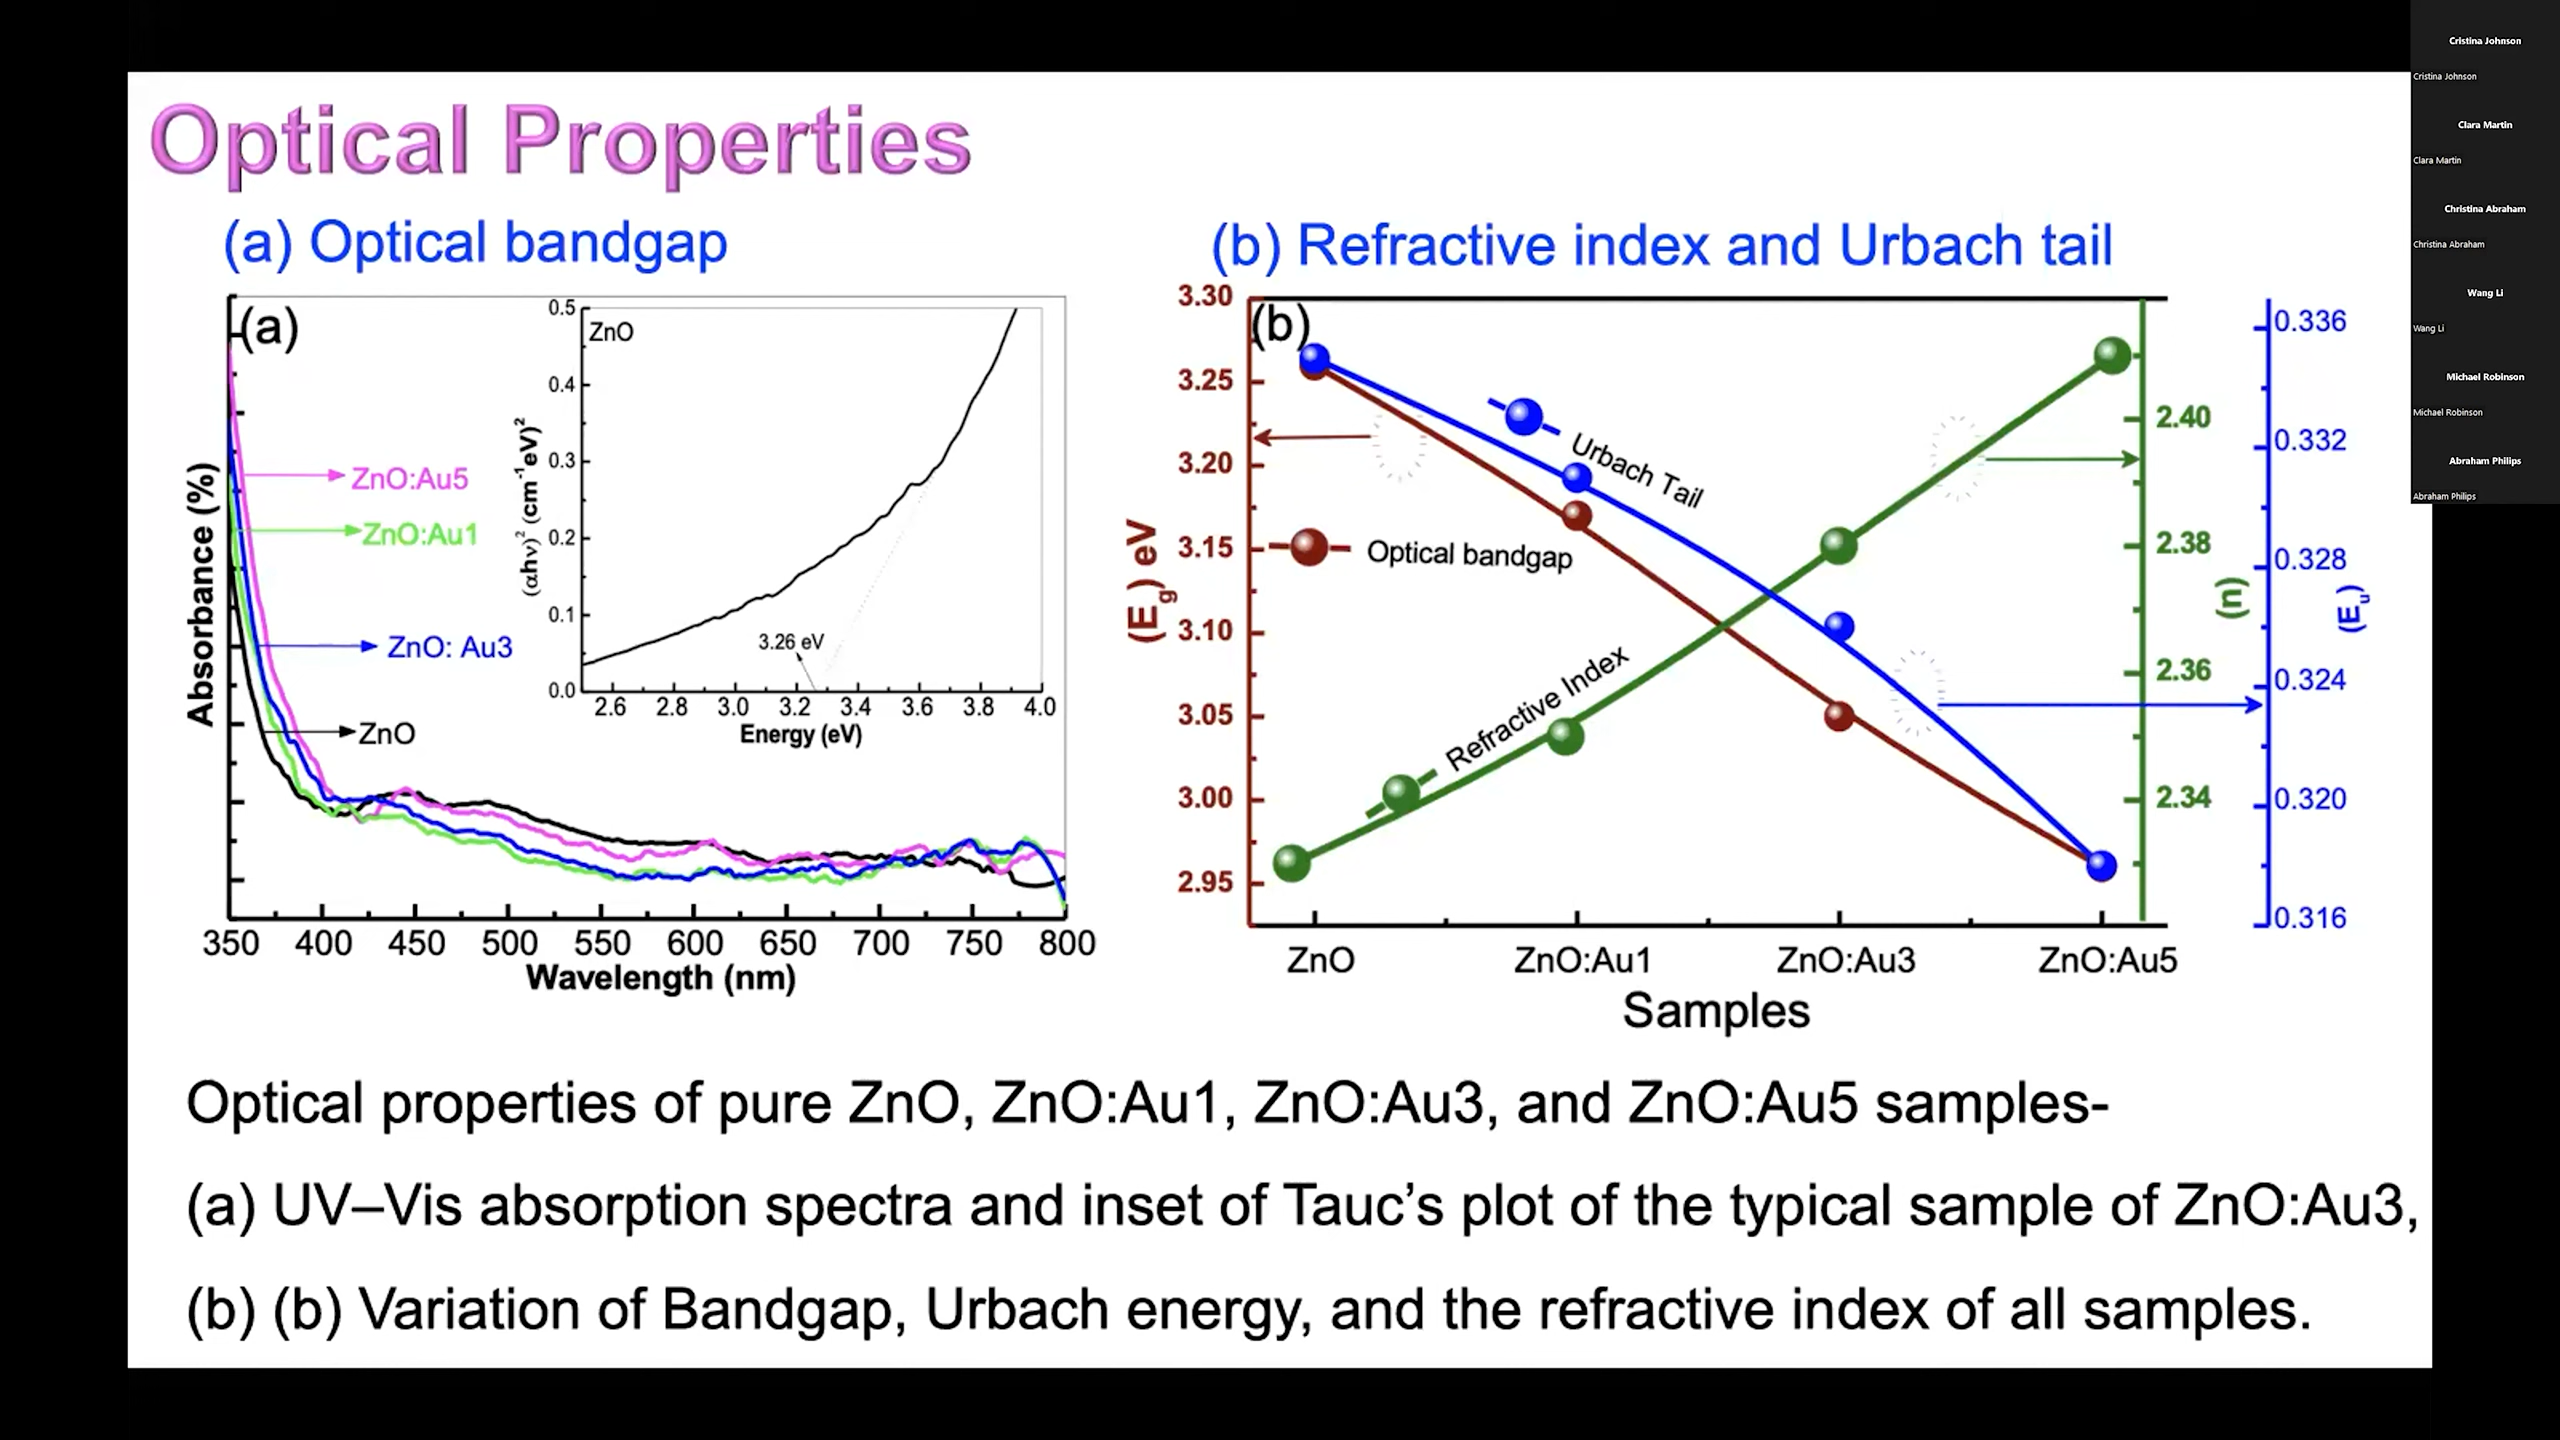 Optical Properties
(a) Optical bandgap
(b) Refractive index and Urbach tail
(a)
ZnO
0.5
0.4
0.3
0.2
0.1
0.0
((αhν)² (cm⁻¹eV)²
3.26 eV
2.6 2.8 3.0 3.2 3.4 3.6 3.8 4.0
Energy (eV)
Absorbance (%)
ZnO:Au5
ZnO:Au1
ZnO: Au3
ZnO
350 400 450 500 550 600 650 700 750 800
Wavelength (nm)
(b)
3.30
3.25
3.20
3.15
3.10
3.05
3.00
2.95
(Eg) eV
Urbach Tail
Optical bandgap
Refractive Index
2.40
2.38
2.36
2.34
(n)
0.336
0.332
0.328
0.324
0.320
0.316
(Eu)
ZnO ZnO:Au1 ZnO:Au3 ZnO:Au5
Samples
Optical properties of pure ZnO, ZnO:Au1, ZnO:Au3, and ZnO:Au5 samples-
(a) UV–Vis absorption spectra and inset of Tauc’s plot of the typical sample of ZnO:Au3,
(b) (b) Variation of Bandgap, Urbach energy, and the refractive index of all samples.
Cristina Johnson
Cristina Johnson
Clara Martin
Clara Martin
Christina Abraham
Christina Abraham
Wang Li
Wang Li
Michael Robinson
Michael Robinson
Abraham Philips
Abraham Philips